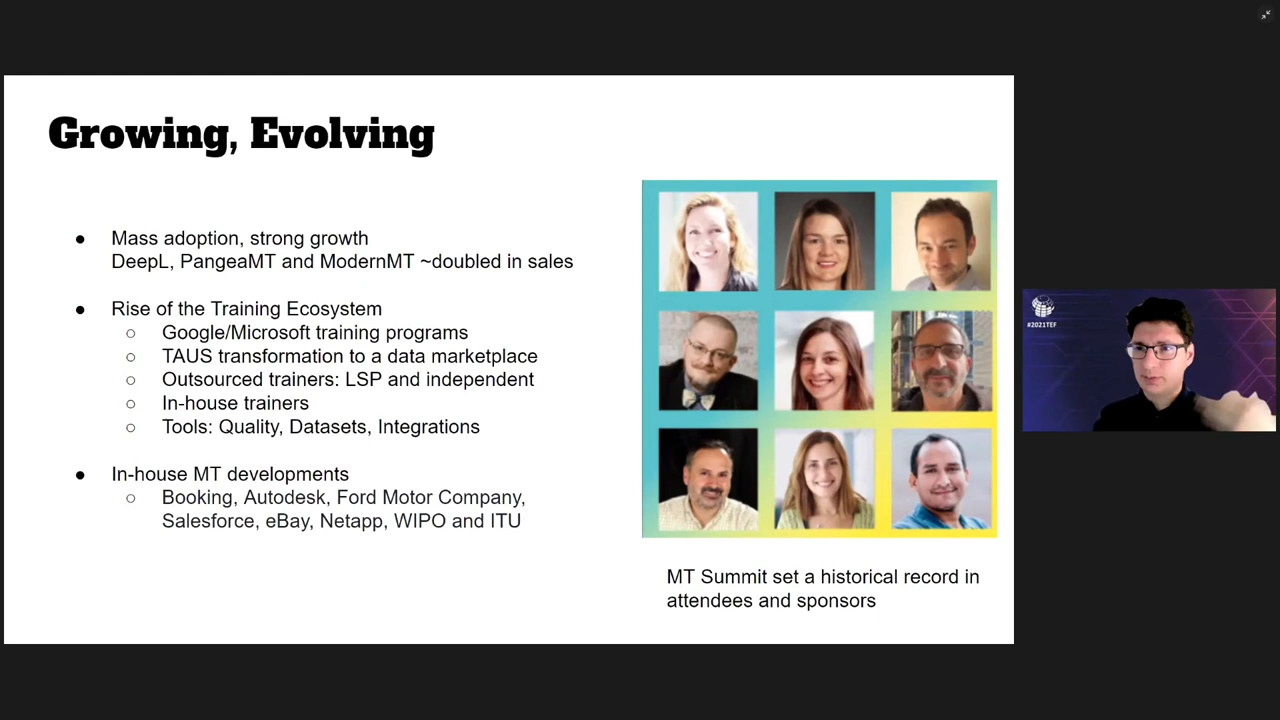 Growing, Evolving
● Mass adoption, strong growth
DeepL, PangeaMT and ModernMT ~doubled in sales
● Rise of the Training Ecosystem
○ Google/Microsoft training programs
○ TAUS transformation to a data marketplace
○ Outsourced trainers: LSP and independent
○ In-house trainers
○ Tools: Quality, Datasets, Integrations
● In-house MT developments
○ Booking, Autodesk, Ford Motor Company,
Salesforce, eBay, Netapp, WIPO and ITU
MT Summit set a historical record in
attendees and sponsors
#2021TEF